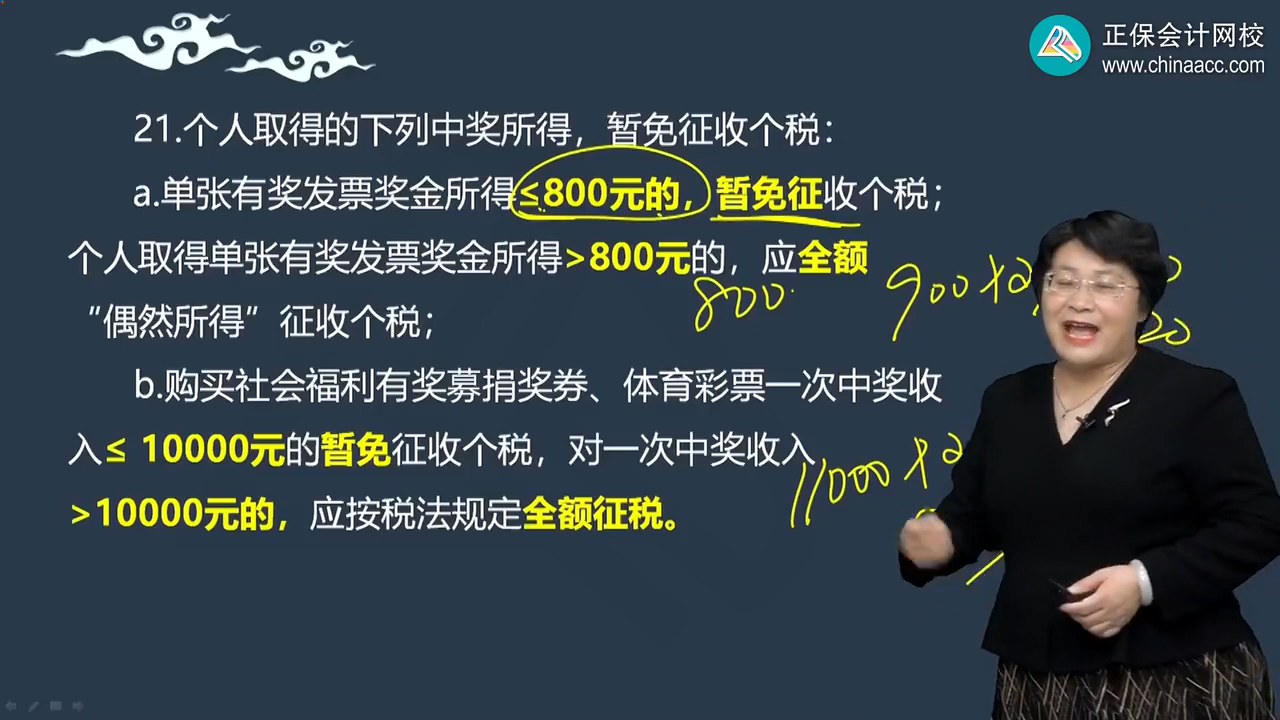 正保会计网校
www.chinaacc.com
21.个人取得的下列中奖所得，暂免征收个税：
a.单张有奖发票奖金所得≤800元的，暂免征收个税；
个人取得单张有奖发票奖金所得>800元的，应全额
“偶然所得”征收个税；
800
900×2
20
b.购买社会福利有奖募捐奖券、体育彩票一次中奖收
入≤ 10000元的暂免征收个税，对一次中奖收入
11000×2
>10000元的，应按税法规定全额征税。